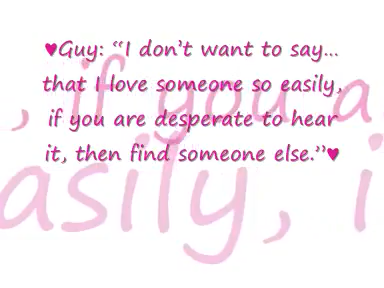 ♥Guy: “I don’t want to say...
that I love someone so easily,
if you are desperate to hear
it, then find someone else.”♥
, if you a
asily, i